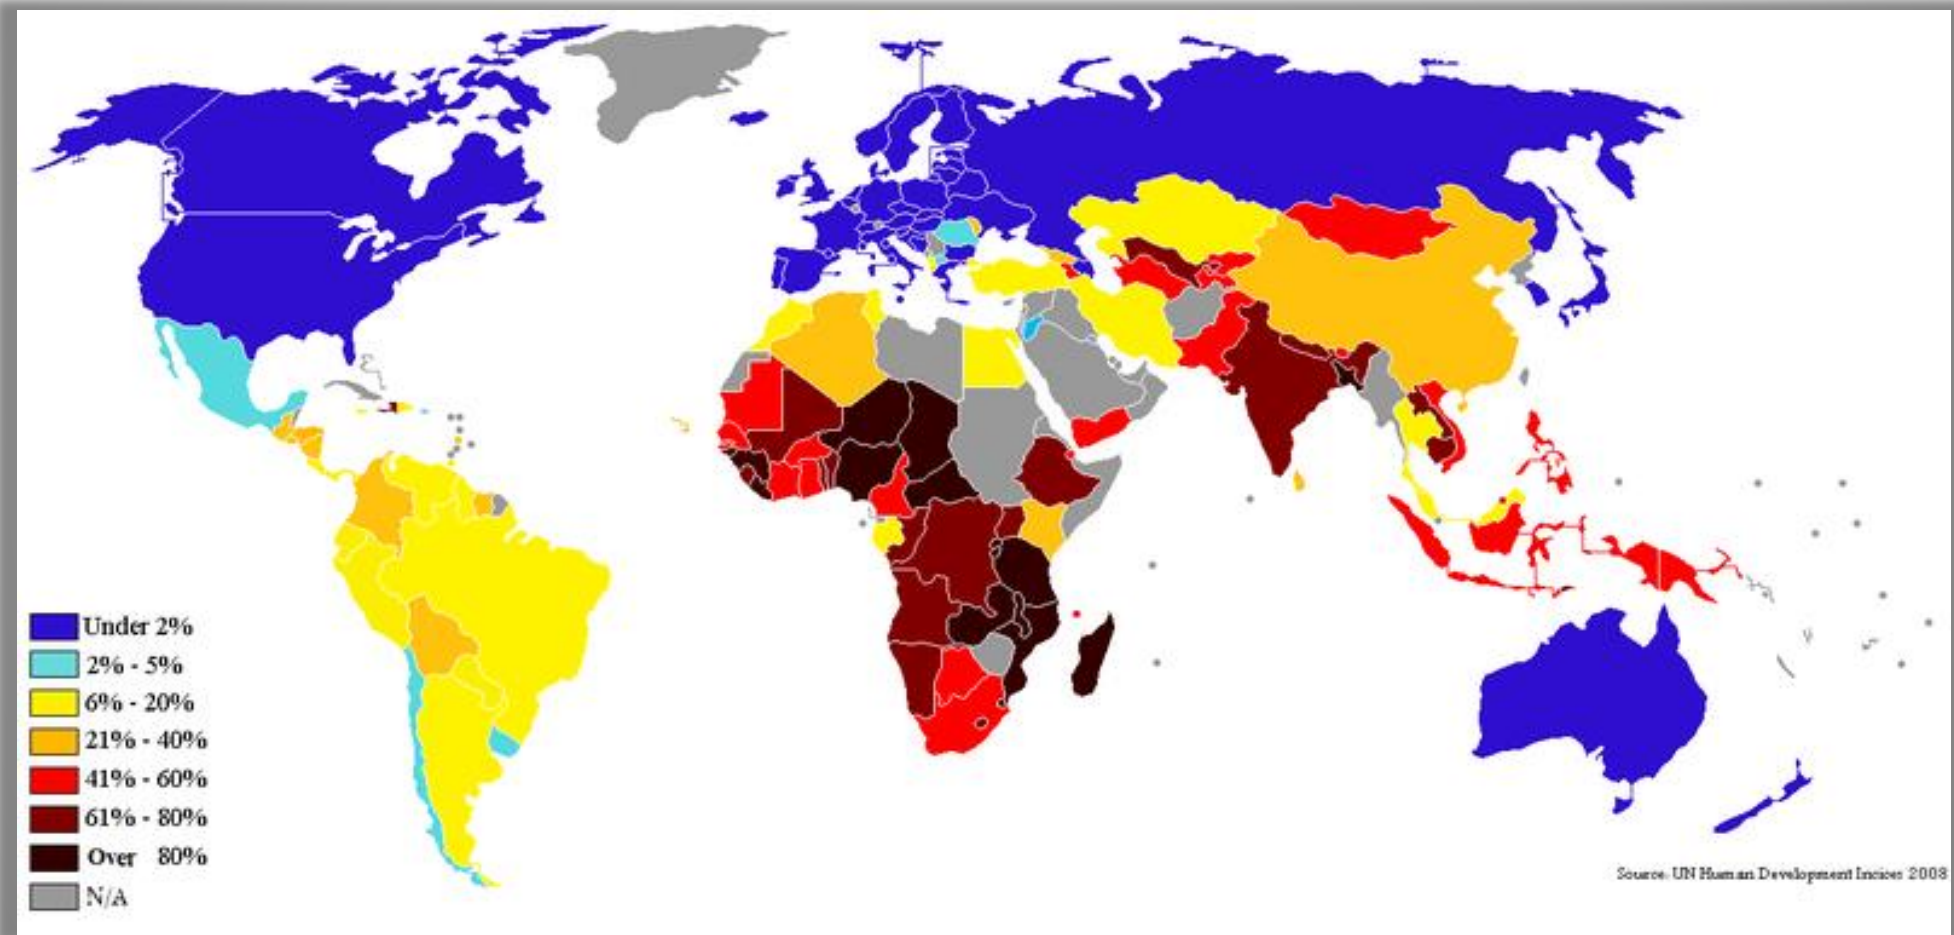 Under 2%
2% - 5%
6% - 20%
21% - 40%
41% - 60%
61% - 80%
Over 80%
N/A
Source: UN Human Development Indices 2008